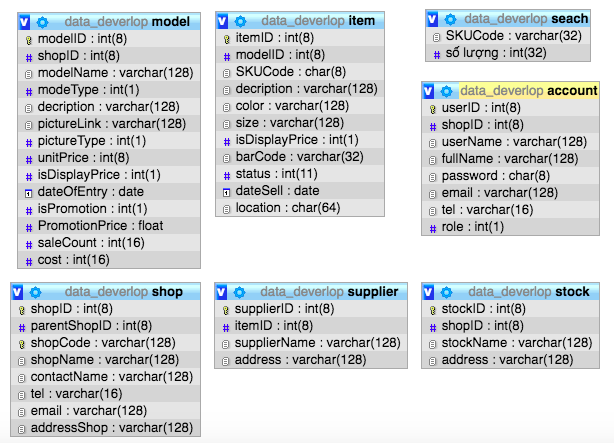 data_deverlop model
modelID : int(8)
shopID : int(8)
modelName : varchar(128)
modeType : int(1)
decription : varchar(128)
pictureLink : varchar(128)
pictureType : int(1)
unitPrice : int(8)
isDisplayPrice : int(1)
dateOfEntry : date
isPromotion : int(1)
PromotionPrice : float
saleCount : int(16)
cost : int(16)
data_deverlop item
itemID : int(8)
modelID : int(8)
SKUCode : char(8)
decription : varchar(128)
color : varchar(128)
size : varchar(128)
isDisplayPrice : int(1)
barCode : varchar(32)
status : int(11)
dateSell : date
location : char(64)
data_deverlop seach
SKUCode : varchar(32)
số lượng : int(32)
data_deverlop account
userID : int(8)
shopID : int(8)
userName : varchar(128)
fullName : varchar(128)
password : char(8)
email : varchar(128)
tel : varchar(16)
role : int(1)
data_deverlop shop
shopID : int(8)
parentShopID : int(8)
shopCode : varchar(128)
shopName : varchar(128)
contactName : varchar(128)
tel : varchar(16)
email : varchar(128)
addressShop : varchar(128)
data_deverlop supplier
supplierID : int(8)
itemID : int(8)
supplierName : varchar(128)
address : varchar(128)
data_deverlop stock
stockID : int(8)
shopID : int(8)
stockName : varchar(128)
address : varchar(128)